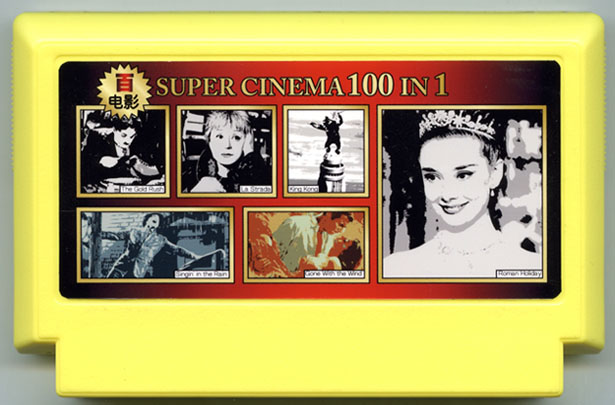 百
电影
SUPER CINEMA 100 IN 1
The Gold Rush
La Strada
King Kong
Singin' in the Rain
Gone With the Wind
Roman Holiday